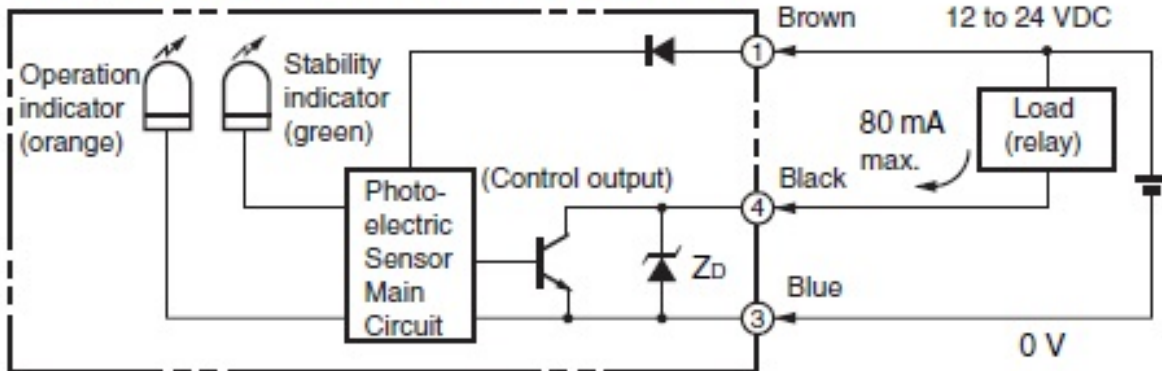 Brown
12 to 24 VDC
Operation
indicator
(orange)
Stability
indicator
(green)
1
Load
(relay)
80 mA
max.
Photo-
electric
Sensor
Main
Circuit
(Control output)
Black
4
ZD
Blue
3
0 V